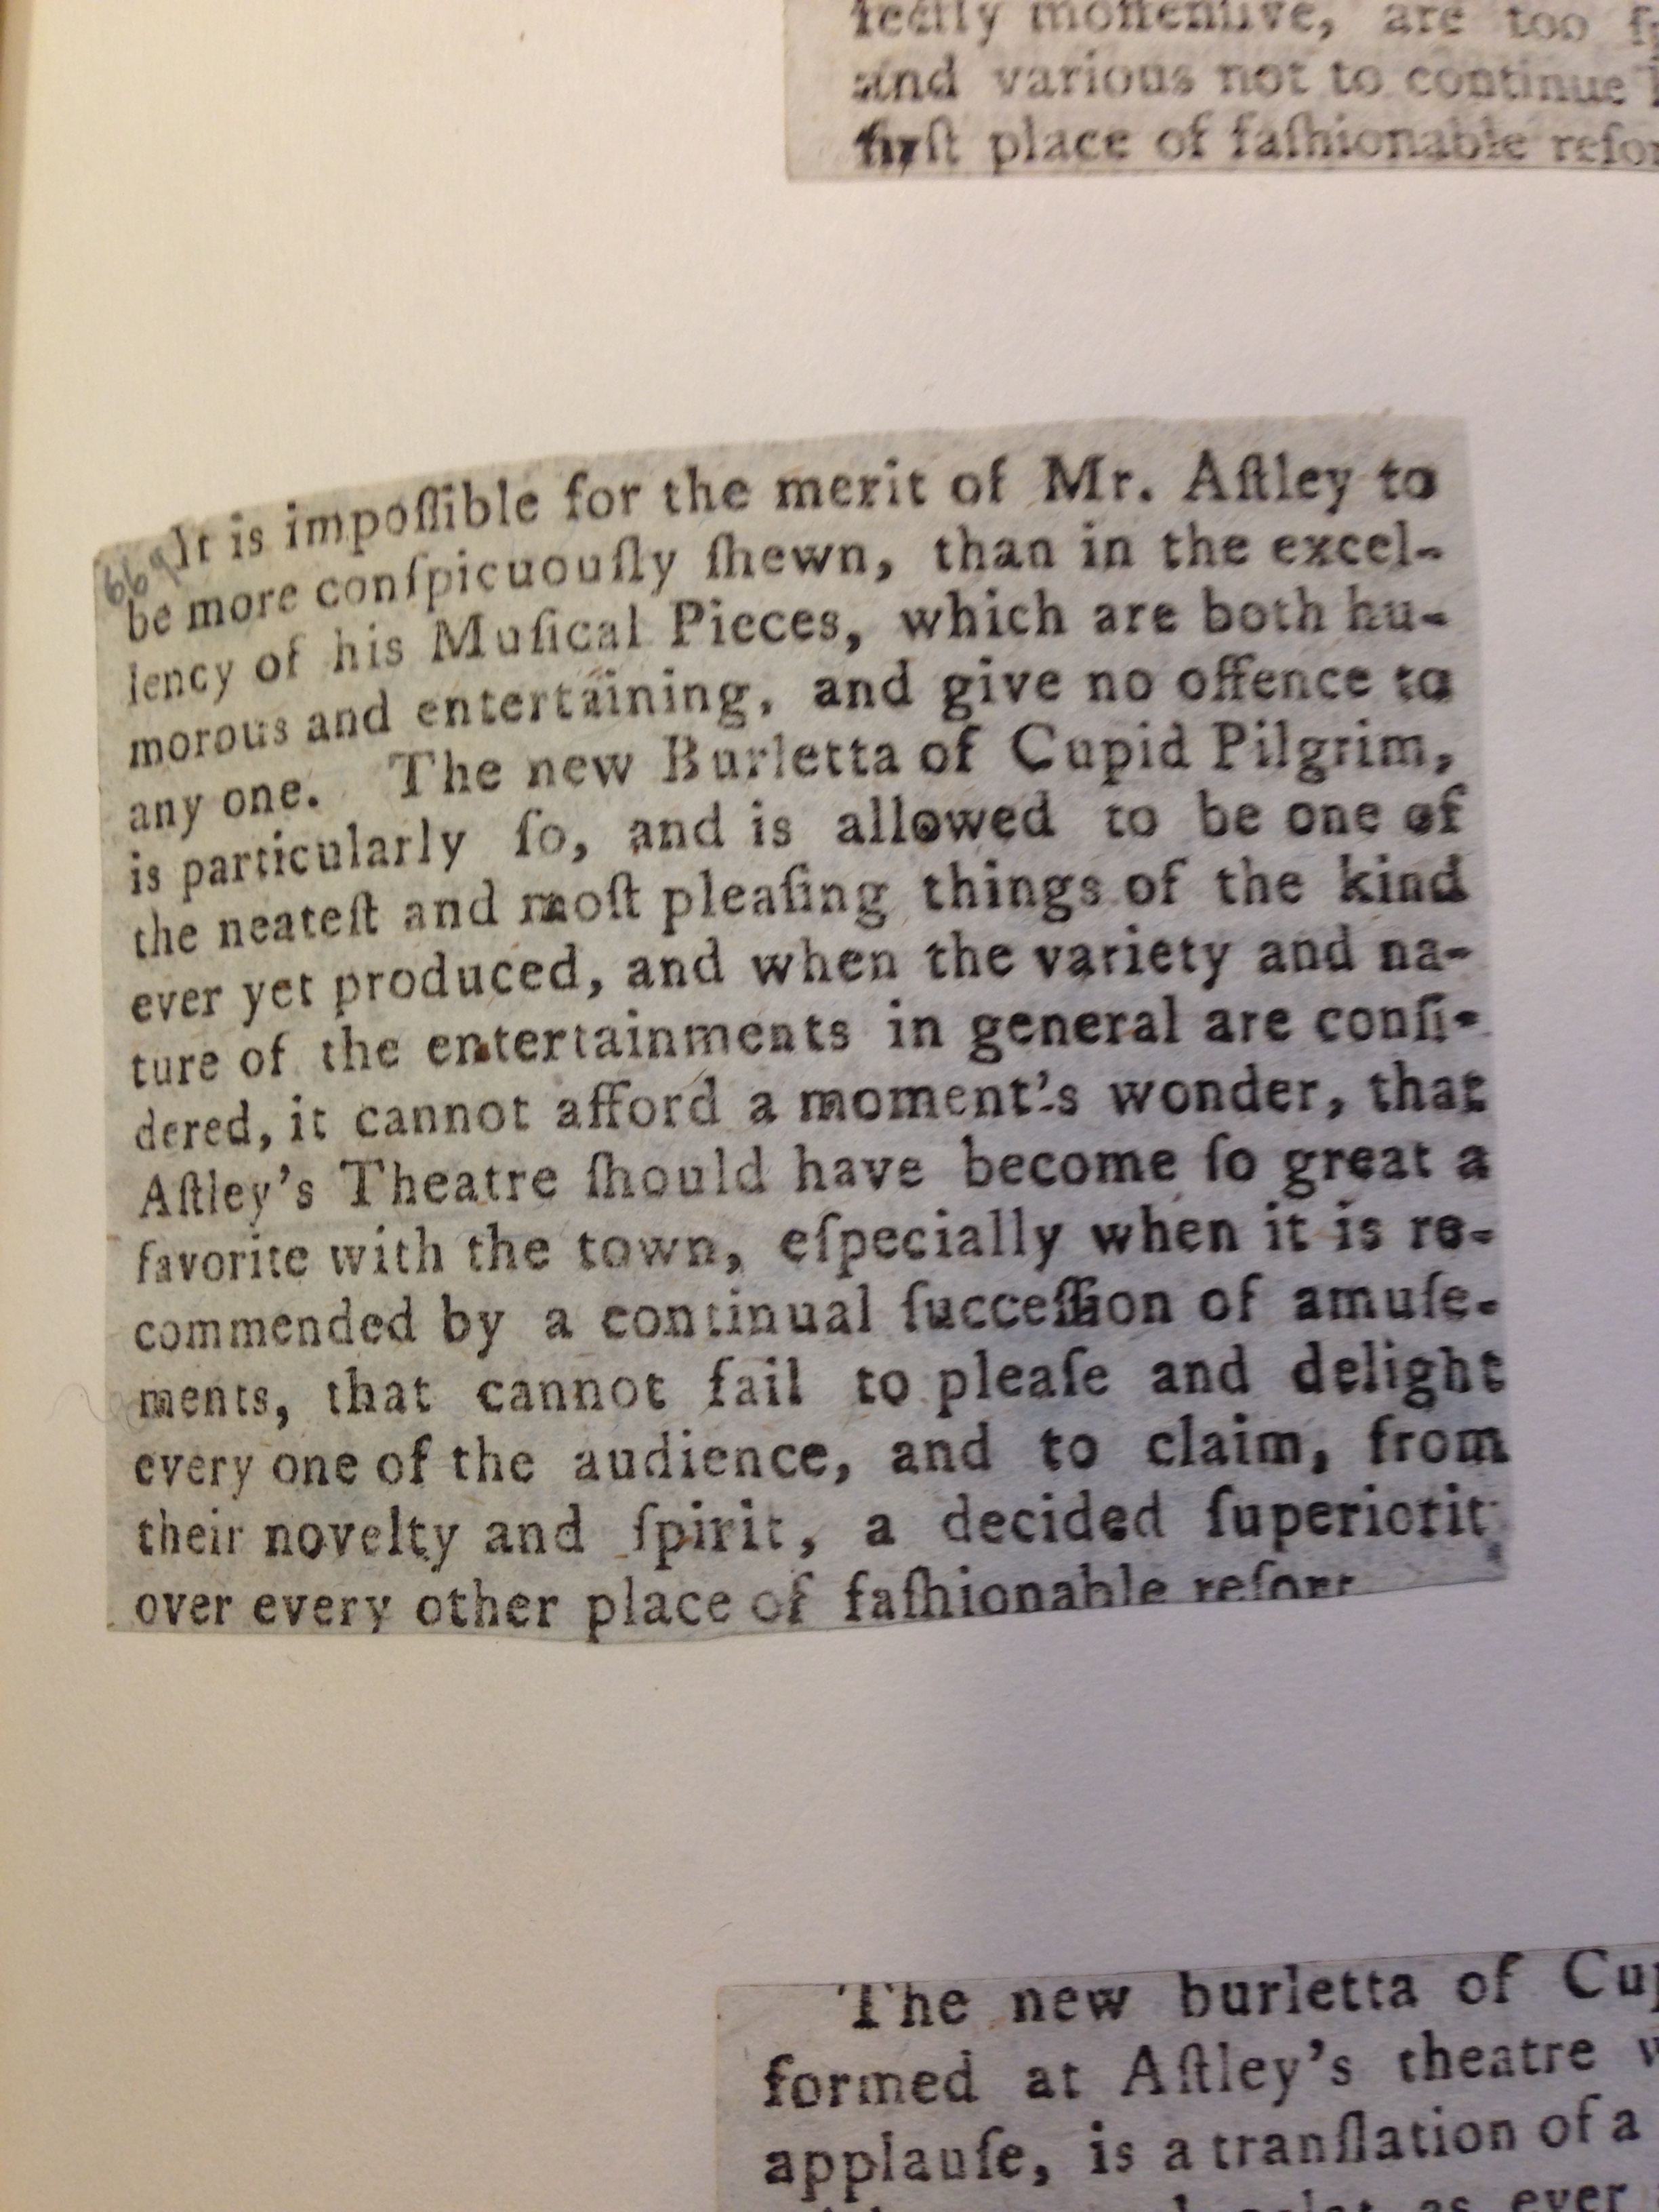 fectly inoffensive, are too
and various not to continue
firſt place of faſhionable
669
It is impoſſible for the merit of Mr. Aſtley to
be more conſpicuouſly ſhewn, than in the excel-
lency of his Muſical Pieces, which are both hu-
morous and entertaining, and give no offence to
any one. The new Burletta of Cupid Pilgrim,
is particularly ſo, and is allowed to be one of
the neateſt and moſt pleaſing things of the kind
ever yet produced, and when the variety and na-
ture of the entertainments in general are conſi-
dered, it cannot afford a moment's wonder, that
Aſtley's Theatre ſhould have become ſo great a
favorite with the town, eſpecially when it is re-
commended by a continual ſucceſſion of amuſe-
ments, that cannot fail to pleaſe and delight
every one of the audience, and to claim, from
their novelty and ſpirit, a decided ſuperiorit
over every other place of faſhionable reſort
The new burletta of Cup
formed at Aſtley's theatre
applauſe, is a tranſlation of a
as ever